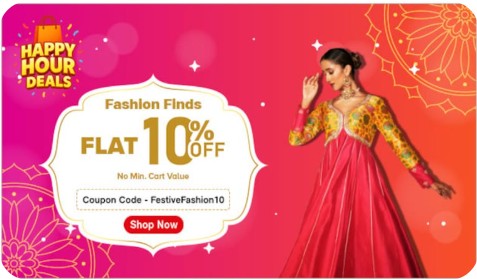 HAPPY
HOUR
DEALS
Fashion Finds
FLAT 10% OFF
No Min. Cart Value
Coupon Code - FestiveFashion10
Shop Now